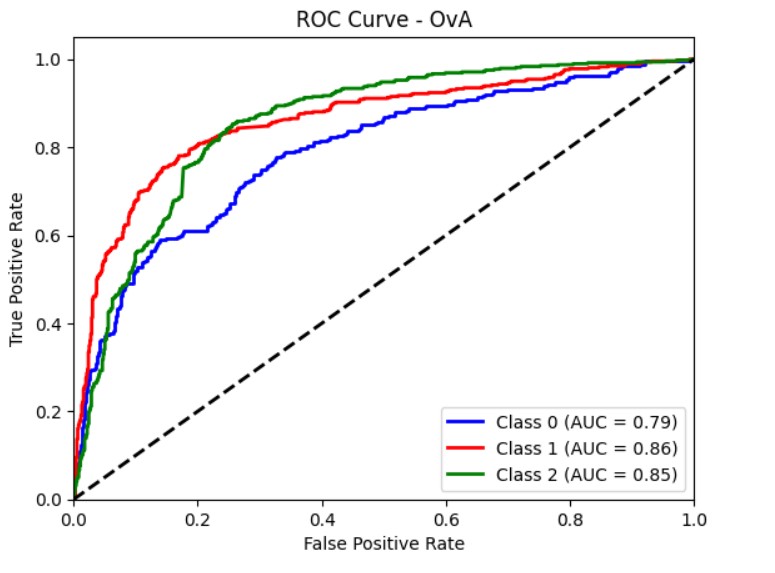 ROC Curve - OvA
True Positive Rate
1.0
0.8
0.6
0.4
0.2
0.0
Class 0 (AUC = 0.79)
Class 1 (AUC = 0.86)
Class 2 (AUC = 0.85)
0.0 0.2 0.4 0.6 0.8 1.0
False Positive Rate